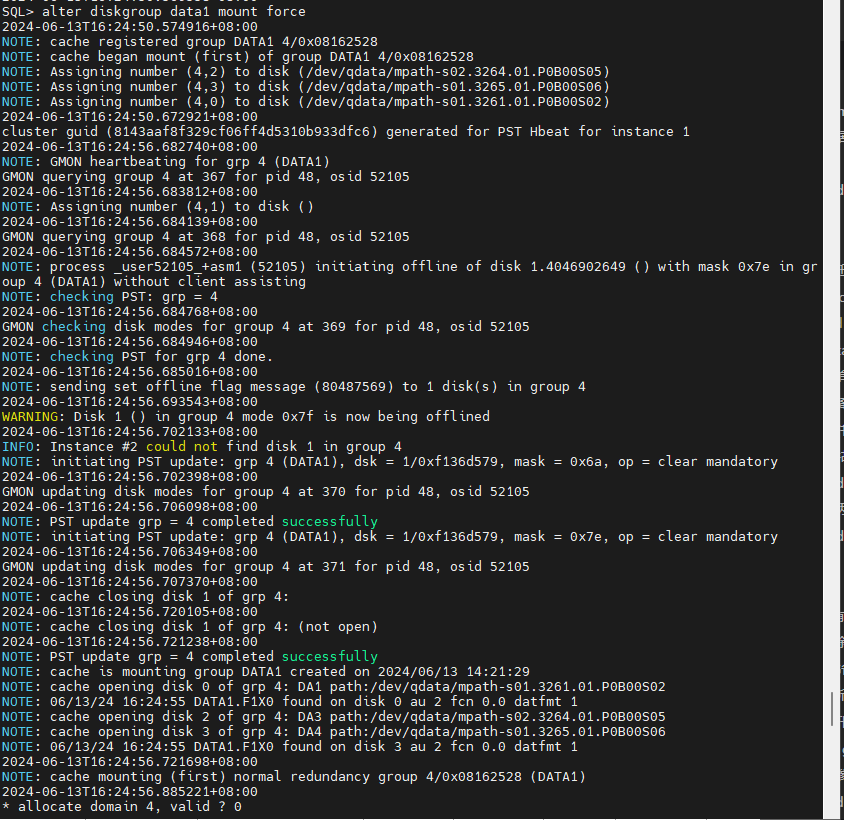 SQL> alter diskgroup data1 mount force
2024-06-13T16:24:50.574916+08:00
NOTE: cache registered group DATA1 4/0x08162528
NOTE: cache began mount (first) of group DATA1 4/0x08162528
NOTE: Assigning number (4,2) to disk (/dev/qdata/mpath-s02.3264.01.P0B00S05)
NOTE: Assigning number (4,3) to disk (/dev/qdata/mpath-s01.3265.01.P0B00S06)
NOTE: Assigning number (4,0) to disk (/dev/qdata/mpath-s01.3261.01.P0B00S02)
2024-06-13T16:24:50.672921+08:00
cluster guid (8143aaf8f329cf06ff4d5310b933dfc6) generated for PST Hbeat for instance 1
2024-06-13T16:24:56.682740+08:00
NOTE: GMON heartbeating for grp 4 (DATA1)
GMON querying group 4 at 367 for pid 48, osid 52105
2024-06-13T16:24:56.683812+08:00
NOTE: Assigning number (4,1) to disk ()
2024-06-13T16:24:56.684139+08:00
GMON querying group 4 at 368 for pid 48, osid 52105
2024-06-13T16:24:56.684572+08:00
NOTE: process _user52105_+asm1 (52105) initiating offline of disk 1.4046902649 () with mask 0x7e in gr
oup 4 (DATA1) without client assisting
NOTE: checking PST: grp = 4
2024-06-13T16:24:56.684768+08:00
GMON checking disk modes for group 4 at 369 for pid 48, osid 52105
2024-06-13T16:24:56.684946+08:00
NOTE: checking PST for grp 4 done.
2024-06-13T16:24:56.685016+08:00
NOTE: sending set offline flag message (80487569) to 1 disk(s) in group 4
2024-06-13T16:24:56.693543+08:00
WARNING: Disk 1 () in group 4 mode 0x7f is now being offlined
2024-06-13T16:24:56.702133+08:00
INFO: Instance #2 could not find disk 1 in group 4
NOTE: initiating PST update: grp 4 (DATA1), dsk = 1/0xf136d579, mask = 0x6a, op = clear mandatory
2024-06-13T16:24:56.702398+08:00
GMON updating disk modes for group 4 at 370 for pid 48, osid 52105
2024-06-13T16:24:56.706098+08:00
NOTE: PST update grp = 4 completed successfully
NOTE: initiating PST update: grp 4 (DATA1), dsk = 1/0xf136d579, mask = 0x7e, op = clear mandatory
2024-06-13T16:24:56.706349+08:00
GMON updating disk modes for group 4 at 371 for pid 48, osid 52105
2024-06-13T16:24:56.707370+08:00
NOTE: cache closing disk 1 of grp 4:
2024-06-13T16:24:56.720105+08:00
NOTE: cache closing disk 1 of grp 4: (not open)
2024-06-13T16:24:56.721238+08:00
NOTE: PST update grp = 4 completed successfully
NOTE: cache is mounting group DATA1 created on 2024/06/13 14:21:29
NOTE: cache opening disk 0 of grp 4: DA1 path:/dev/qdata/mpath-s01.3261.01.P0B00S02
NOTE: 06/13/24 16:24:55 DATA1.F1X0 found on disk 0 au 2 fcn 0.0 datfmt 1
NOTE: cache opening disk 2 of grp 4: DA3 path:/dev/qdata/mpath-s02.3264.01.P0B00S05
NOTE: cache opening disk 3 of grp 4: DA4 path:/dev/qdata/mpath-s01.3265.01.P0B00S06
NOTE: 06/13/24 16:24:55 DATA1.F1X0 found on disk 3 au 2 fcn 0.0 datfmt 1
2024-06-13T16:24:56.721698+08:00
NOTE: cache mounting (first) normal redundancy group 4/0x08162528 (DATA1)
2024-06-13T16:24:56.885221+08:00
* allocate domain 4, valid ? 0